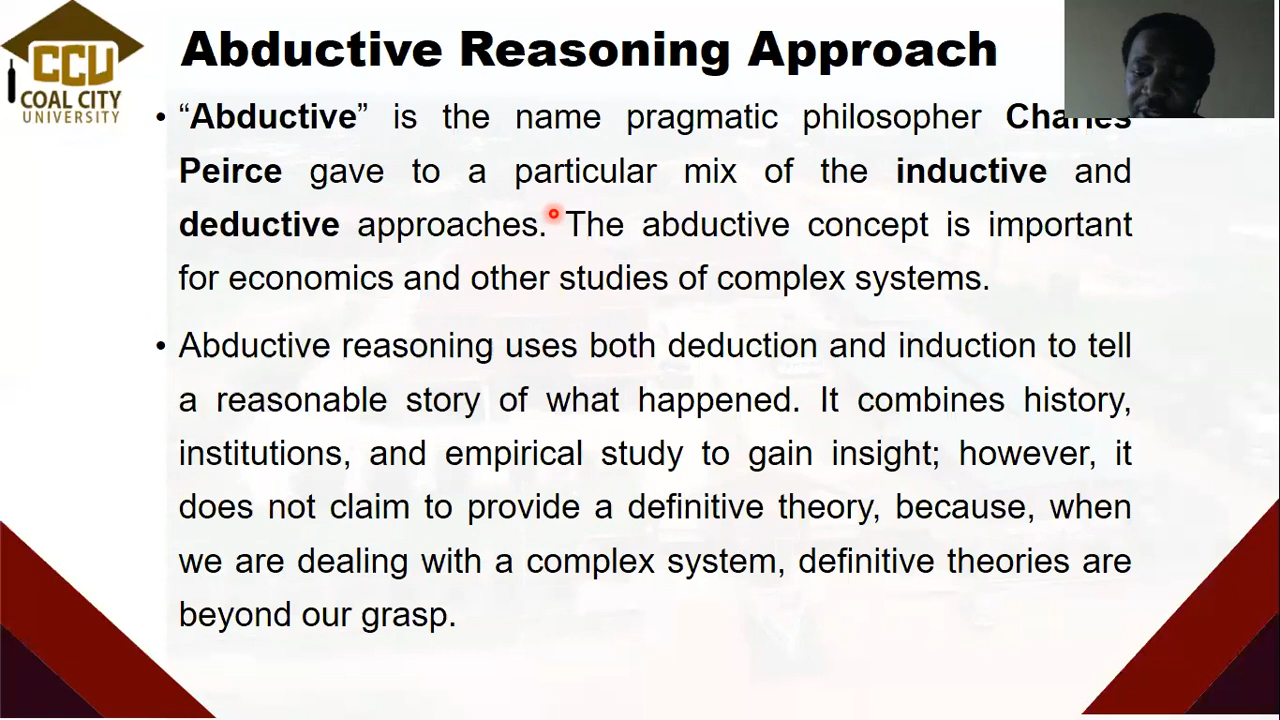 CCU
COAL CITY
UNIVERSITY
Abductive Reasoning Approach
• “Abductive” is the name pragmatic philosopher Charles
Peirce gave to a particular mix of the inductive and
deductive approaches. The abductive concept is important
for economics and other studies of complex systems.
• Abductive reasoning uses both deduction and induction to tell
a reasonable story of what happened. It combines history,
institutions, and empirical study to gain insight; however, it
does not claim to provide a definitive theory, because, when
we are dealing with a complex system, definitive theories are
beyond our grasp.